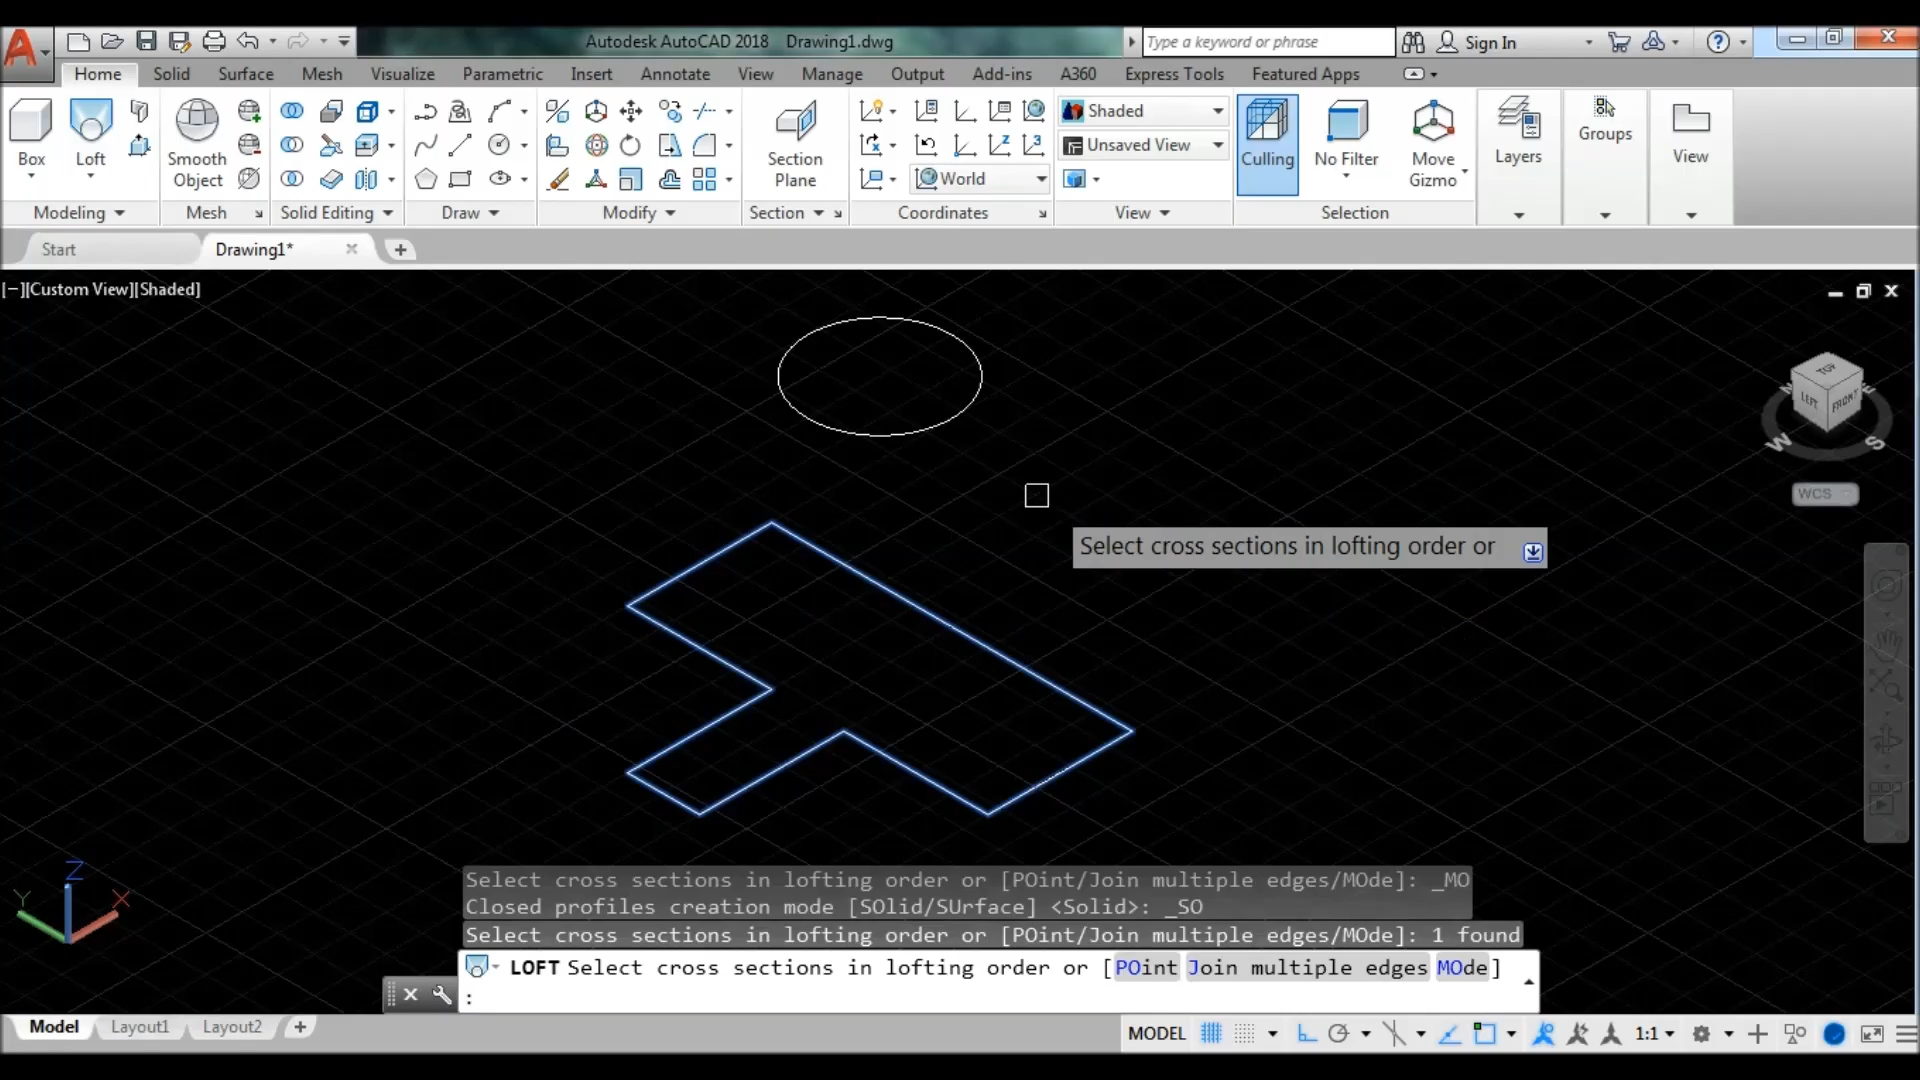 Autodesk AutoCAD 2018 Drawing1.dwg
Type a keyword or phrase
Sign In
Home Solid Surface Mesh Visualize Parametric Insert Annotate View Manage Output Add-ins A360 Express Tools Featured Apps
Box
Loft
Smooth
Object
Section
Plane
World
Shaded
Unsaved View
Culling
No Filter
Move
Gizmo
Layers
Groups
View
Modeling Mesh Solid Editing Draw Modify Section Coordinates View Selection
Start Drawing1*
[−][Custom View][Shaded]
TOP
LEFT
FRONT
W
S
WCS
Select cross sections in lofting order or
Z
Y
X
Select cross sections in lofting order or [POint/Join multiple edges/MOde]: _MO
Closed profiles creation mode [SOlid/SUrface] <Solid>: _SO
Select cross sections in lofting order or [POint/Join multiple edges/MOde]: 1 found
LOFT Select cross sections in lofting order or [POint Join multiple edges MOde]
:
Model Layout1 Layout2
MODEL
1:1